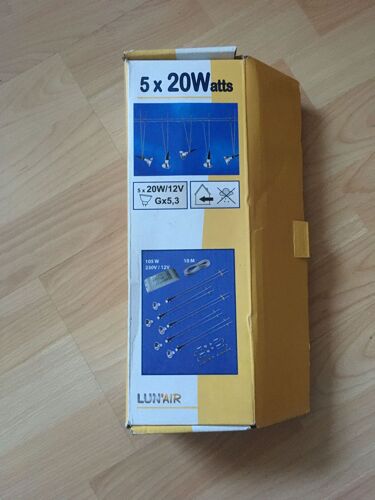 5 x 20Watts
5 x 20W/12V
Gx5,3
105 W
230V / 12V
10 M
LUN'AIR